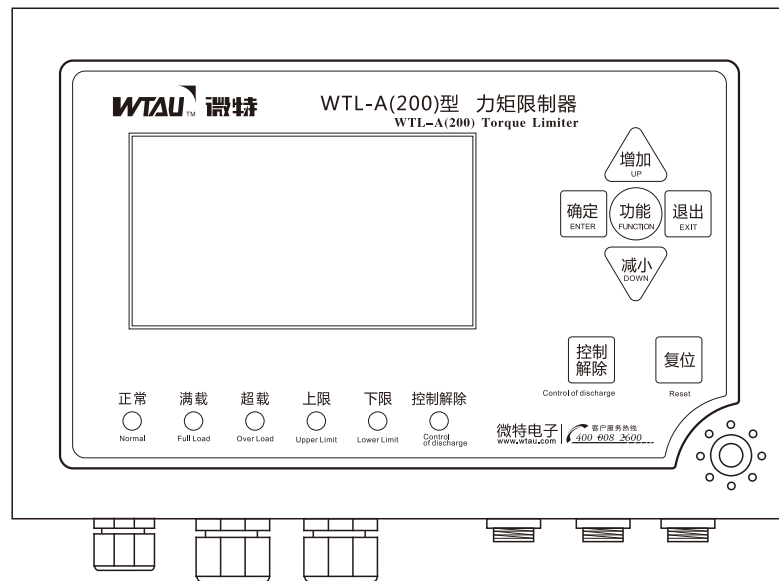 WTAU™ 微特
WTL-A(200)型 力矩限制器
WTL-A(200) Torque Limiter
增加
UP
确定
ENTER
功能
FUNCTION
退出
EXIT
减小
DOWN
控制
解除
Control of discharge
复位
Reset
正常
Normal
满载
Full Load
超载
Over Load
上限
Upper Limit
下限
Lower Limit
控制解除
Control
of discharge
微特电子
www.wtau.com
客户服务热线
400 008 2600